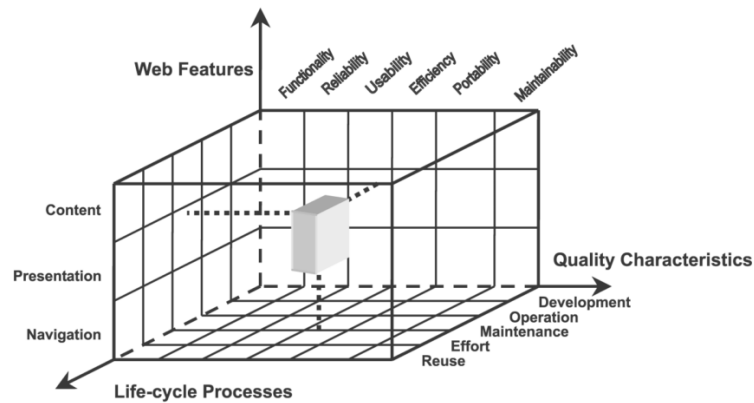 Web Features
Functionality
Reliability
Usability
Efficiency
Portability
Maintainability
Content
Presentation
Navigation
Quality Characteristics
Development
Operation
Maintenance
Effort
Reuse
Life-cycle Processes